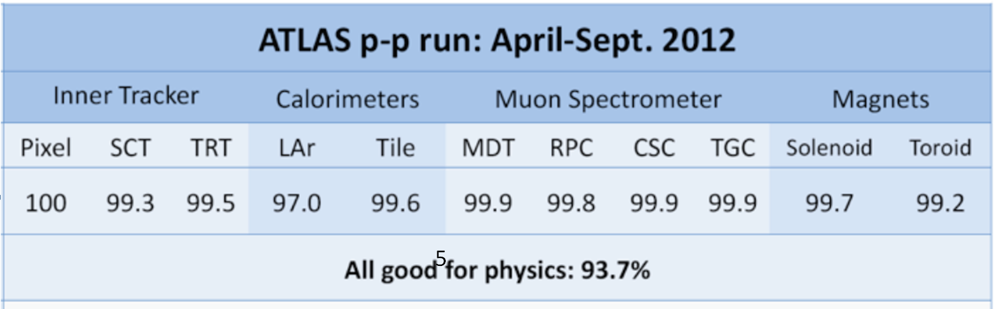 ATLAS p-p run: April-Sept. 2012
Inner Tracker Calorimeters Muon Spectrometer Magnets
Pixel SCT TRT LAr Tile MDT RPC CSC TGC Solenoid Toroid
100 99.3 99.5 97.0 99.6 99.9 99.8 99.9 99.9 99.7 99.2
5
All good for physics: 93.7%